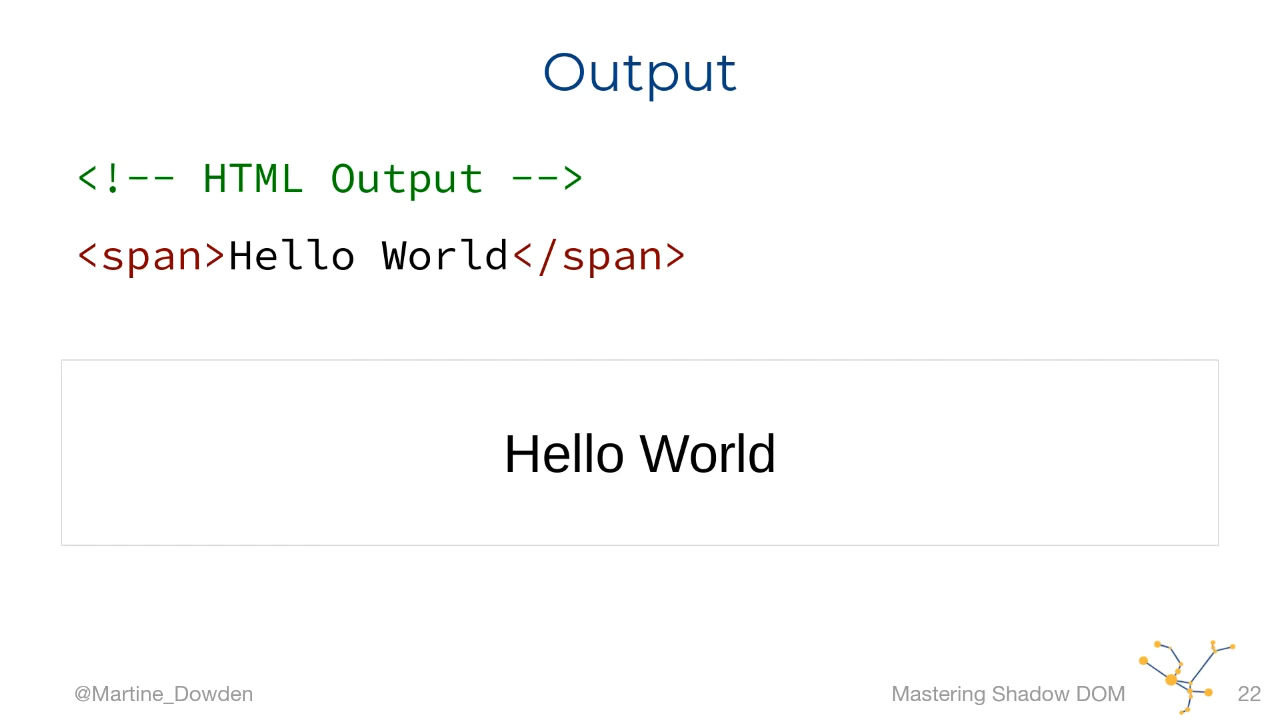 Output
<!-- HTML Output -->
<span>Hello World</span>
Hello World
@Martine_Dowden
Mastering Shadow DOM
22